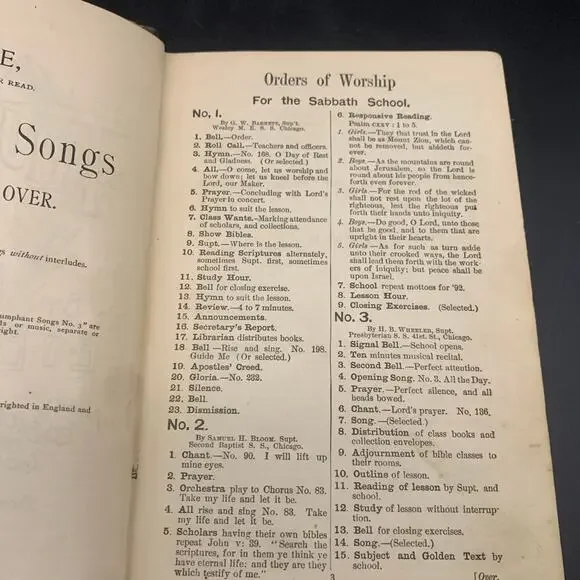 E,
R READ.
Songs
OVER.
gs without interludes.
umphant Songs No. 3" are
ds or music, separate or
right.
righted in England and
Orders of Worship
For the Sabbath School.
No. 1.
By G. W. BARNETT, Sup't.
Wesley M. E. S. S. Chicago.
1. Bell.—Order.
2. Roll Call.—Teachers and officers.
3. Hymn.—No. 168. O Day of Rest
and Gladness. (Or selected.)
4. All.—O come, let us worship and
bow down; let us kneel before the
Lord, our Maker.
5. Prayer.—Concluding with Lord's
Prayer in concert.
6. Hymn to suit the lesson.
7. Class Wants.—Marking attendance
of scholars, and collections.
8. Show Bibles.
9. Supt.—Where is the lesson.
10. Reading Scriptures alternately,
sometimes Supt. first, sometimes
school first.
11. Study Hour.
12. Bell for closing exercise.
13. Hymn to suit the lesson.
14. Review.—4 to 7 minutes.
15. Announcements.
16. Secretary's Report.
17. Librarian distributes books.
18. Bell.—Rise and sing. No. 198.
Guide Me (Or selected.)
19. Apostles' Creed.
20. Gloria.—No. 232.
21. Silence.
22. Bell.
23. Dismission.
No. 2.
By SAMUEL H. BLOOM. Supt.
Second Baptist S. S., Chicago.
1. Chant.—No. 90. I will lift up
mine eyes.
2. Prayer.
3. Orchestra play to Chorus No. 83.
Take my life and let it be.
4. All rise and sing No. 83. Take
my life and let it be.
5. Scholars having their own bibles
repeat John v: 39. "Search the
scriptures, for in them ye think ye
have eternal life; and they are they
which testify of me."
6. Responsive Reading.
Psalm CXXV: 1 to 5.
1. Girls.—They that trust in the Lord
shall be as Mount Zion, which can-
not be removed, but abideth for-
ever.
2. Boys.—As the mountains are round
about Jerusalem, so the Lord is
round about his people from hence-
forth even forever.
3. Girls.—For the rod of the wicked
shall not rest upon the lot of the
righteous, lest the righteous put
forth their hands unto iniquity.
4. Boys.—Do good, O Lord, unto those
that be good, and to them that are
upright in their hearts.
5. Girls—As for such as turn aside
unto their crooked ways, the Lord
shall lead them forth with the work-
ers of iniquity: but peace shall be
upon Israel.
7. School repeat mottoes for '92.
8. Lesson Hour.
9. Closing Exercises. (Selected.)
No. 3.
By H. B. WHEELER, Supt.
Presbyterian S. S. 41st St., Chicago.
1. Signal Bell.—School opens.
2. Ten minutes musical recital.
3. Second Bell.—Perfect attention.
4. Opening Song. No. 3. All the Day.
5. Prayer.—Perfect silence, and all
heads bowed.
6. Chant.—Lord's prayer. No. 136.
7. Song.—(Selected.)
8. Distribution of class books and
collection envelopes.
9. Adjournment of bible classes to
their rooms.
10. Outline of lesson.
11. Reading of lesson by Supt. and
school.
12. Study of lesson without interrup-
tion.
13. Bell for closing exercises.
14. Song.—(Selected.)
15. Subject and Golden Text by
school.
3
[Over.